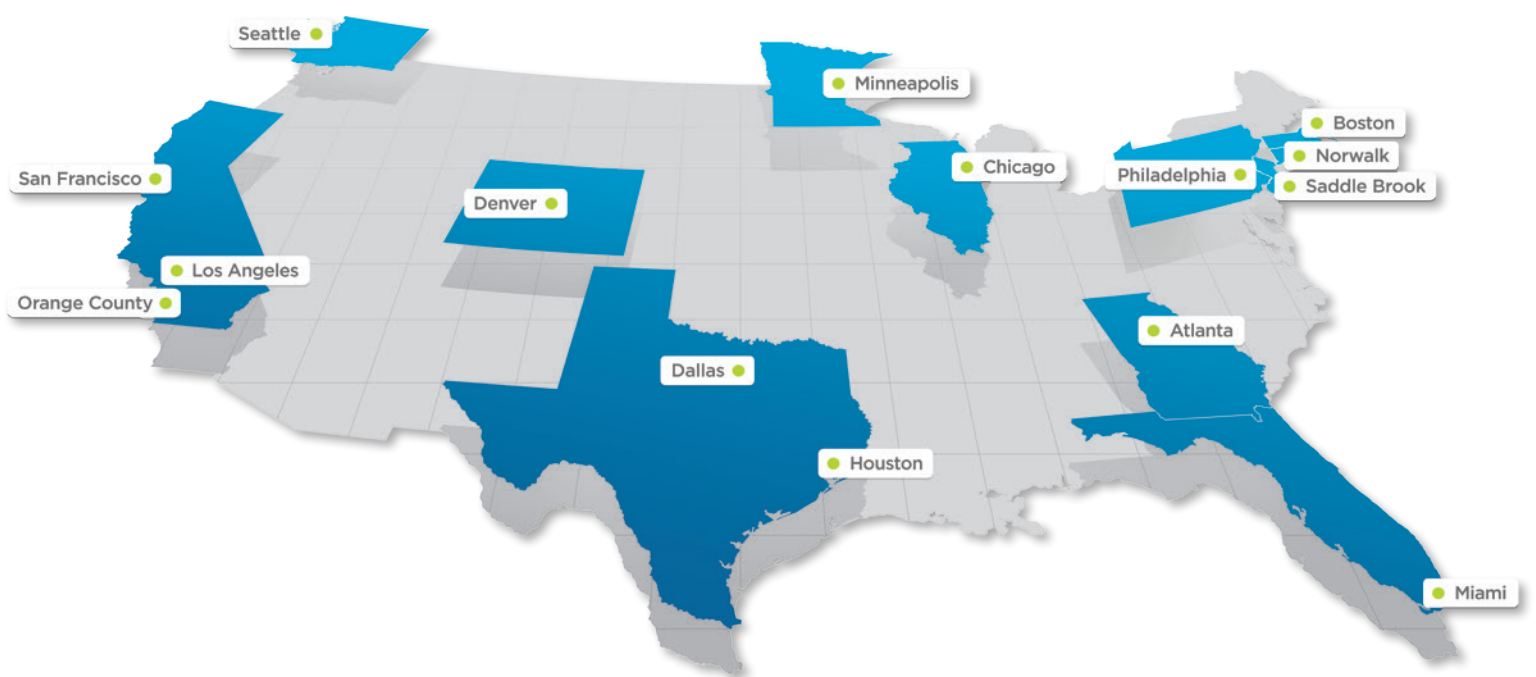 Seattle
Minneapolis
Boston
Norwalk
Chicago
Philadelphia
San Francisco
Saddle Brook
Denver
Los Angeles
Orange County
Atlanta
Dallas
Houston
Miami